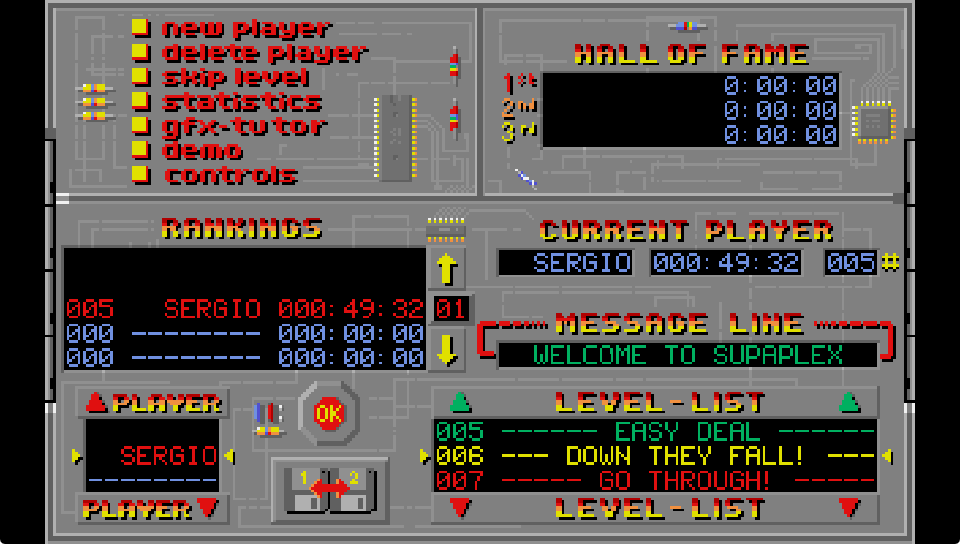 new player
delete player
skip level
statistics
gfx-tutor
demo
controls
HALL OF FAME
1st 0:00:00
2nd 0:00:00
3rd 0:00:00
RANKINGS
005 SERGIO 000:49:32
000 -------- 000:00:00
000 -------- 000:00:00
01
CURRENT PLAYER
SERGIO 000:49:32 005 #
MESSAGE LINE
WELCOME TO SUPAPLEX
PLAYER
SERGIO
--------
PLAYER
OK
1 2
LEVEL-LIST
005 ------ EASY DEAL ------
006 --- DOWN THEY FALL! ---
007 ----- GO THROUGH! -----
LEVEL-LIST